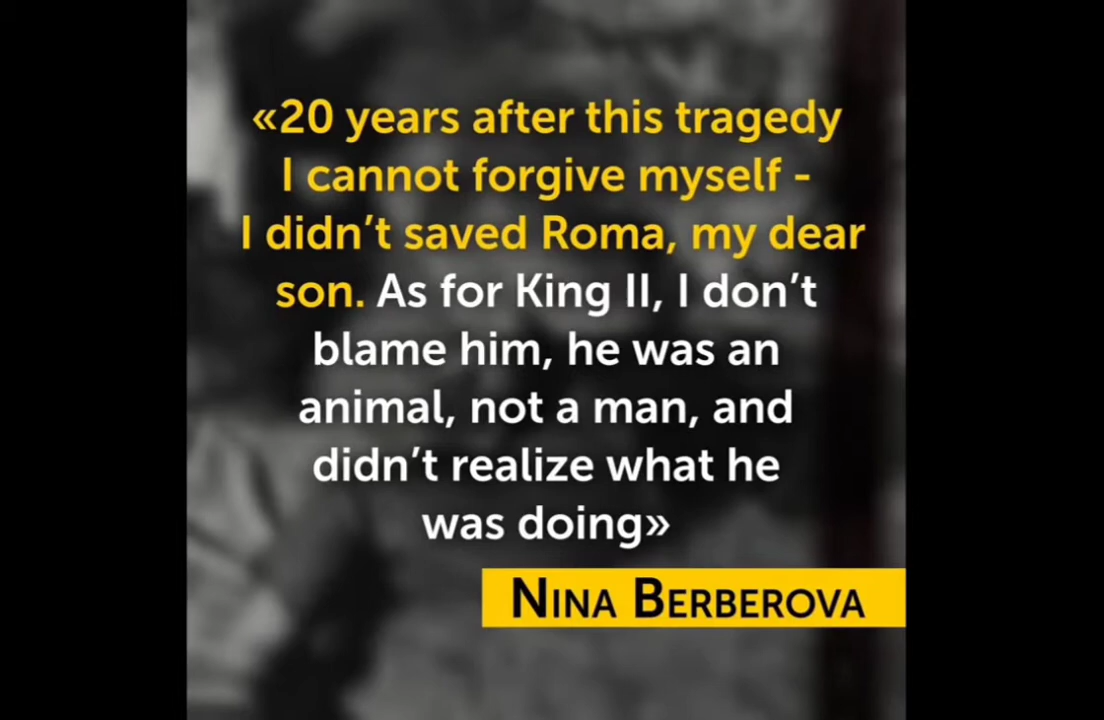 «20 years after this tragedy
I cannot forgive myself -
I didn't saved Roma, my dear
son. As for King II, I don't
blame him, he was an
animal, not a man, and
didn't realize what he
was doing»
NINA BERBEROVA